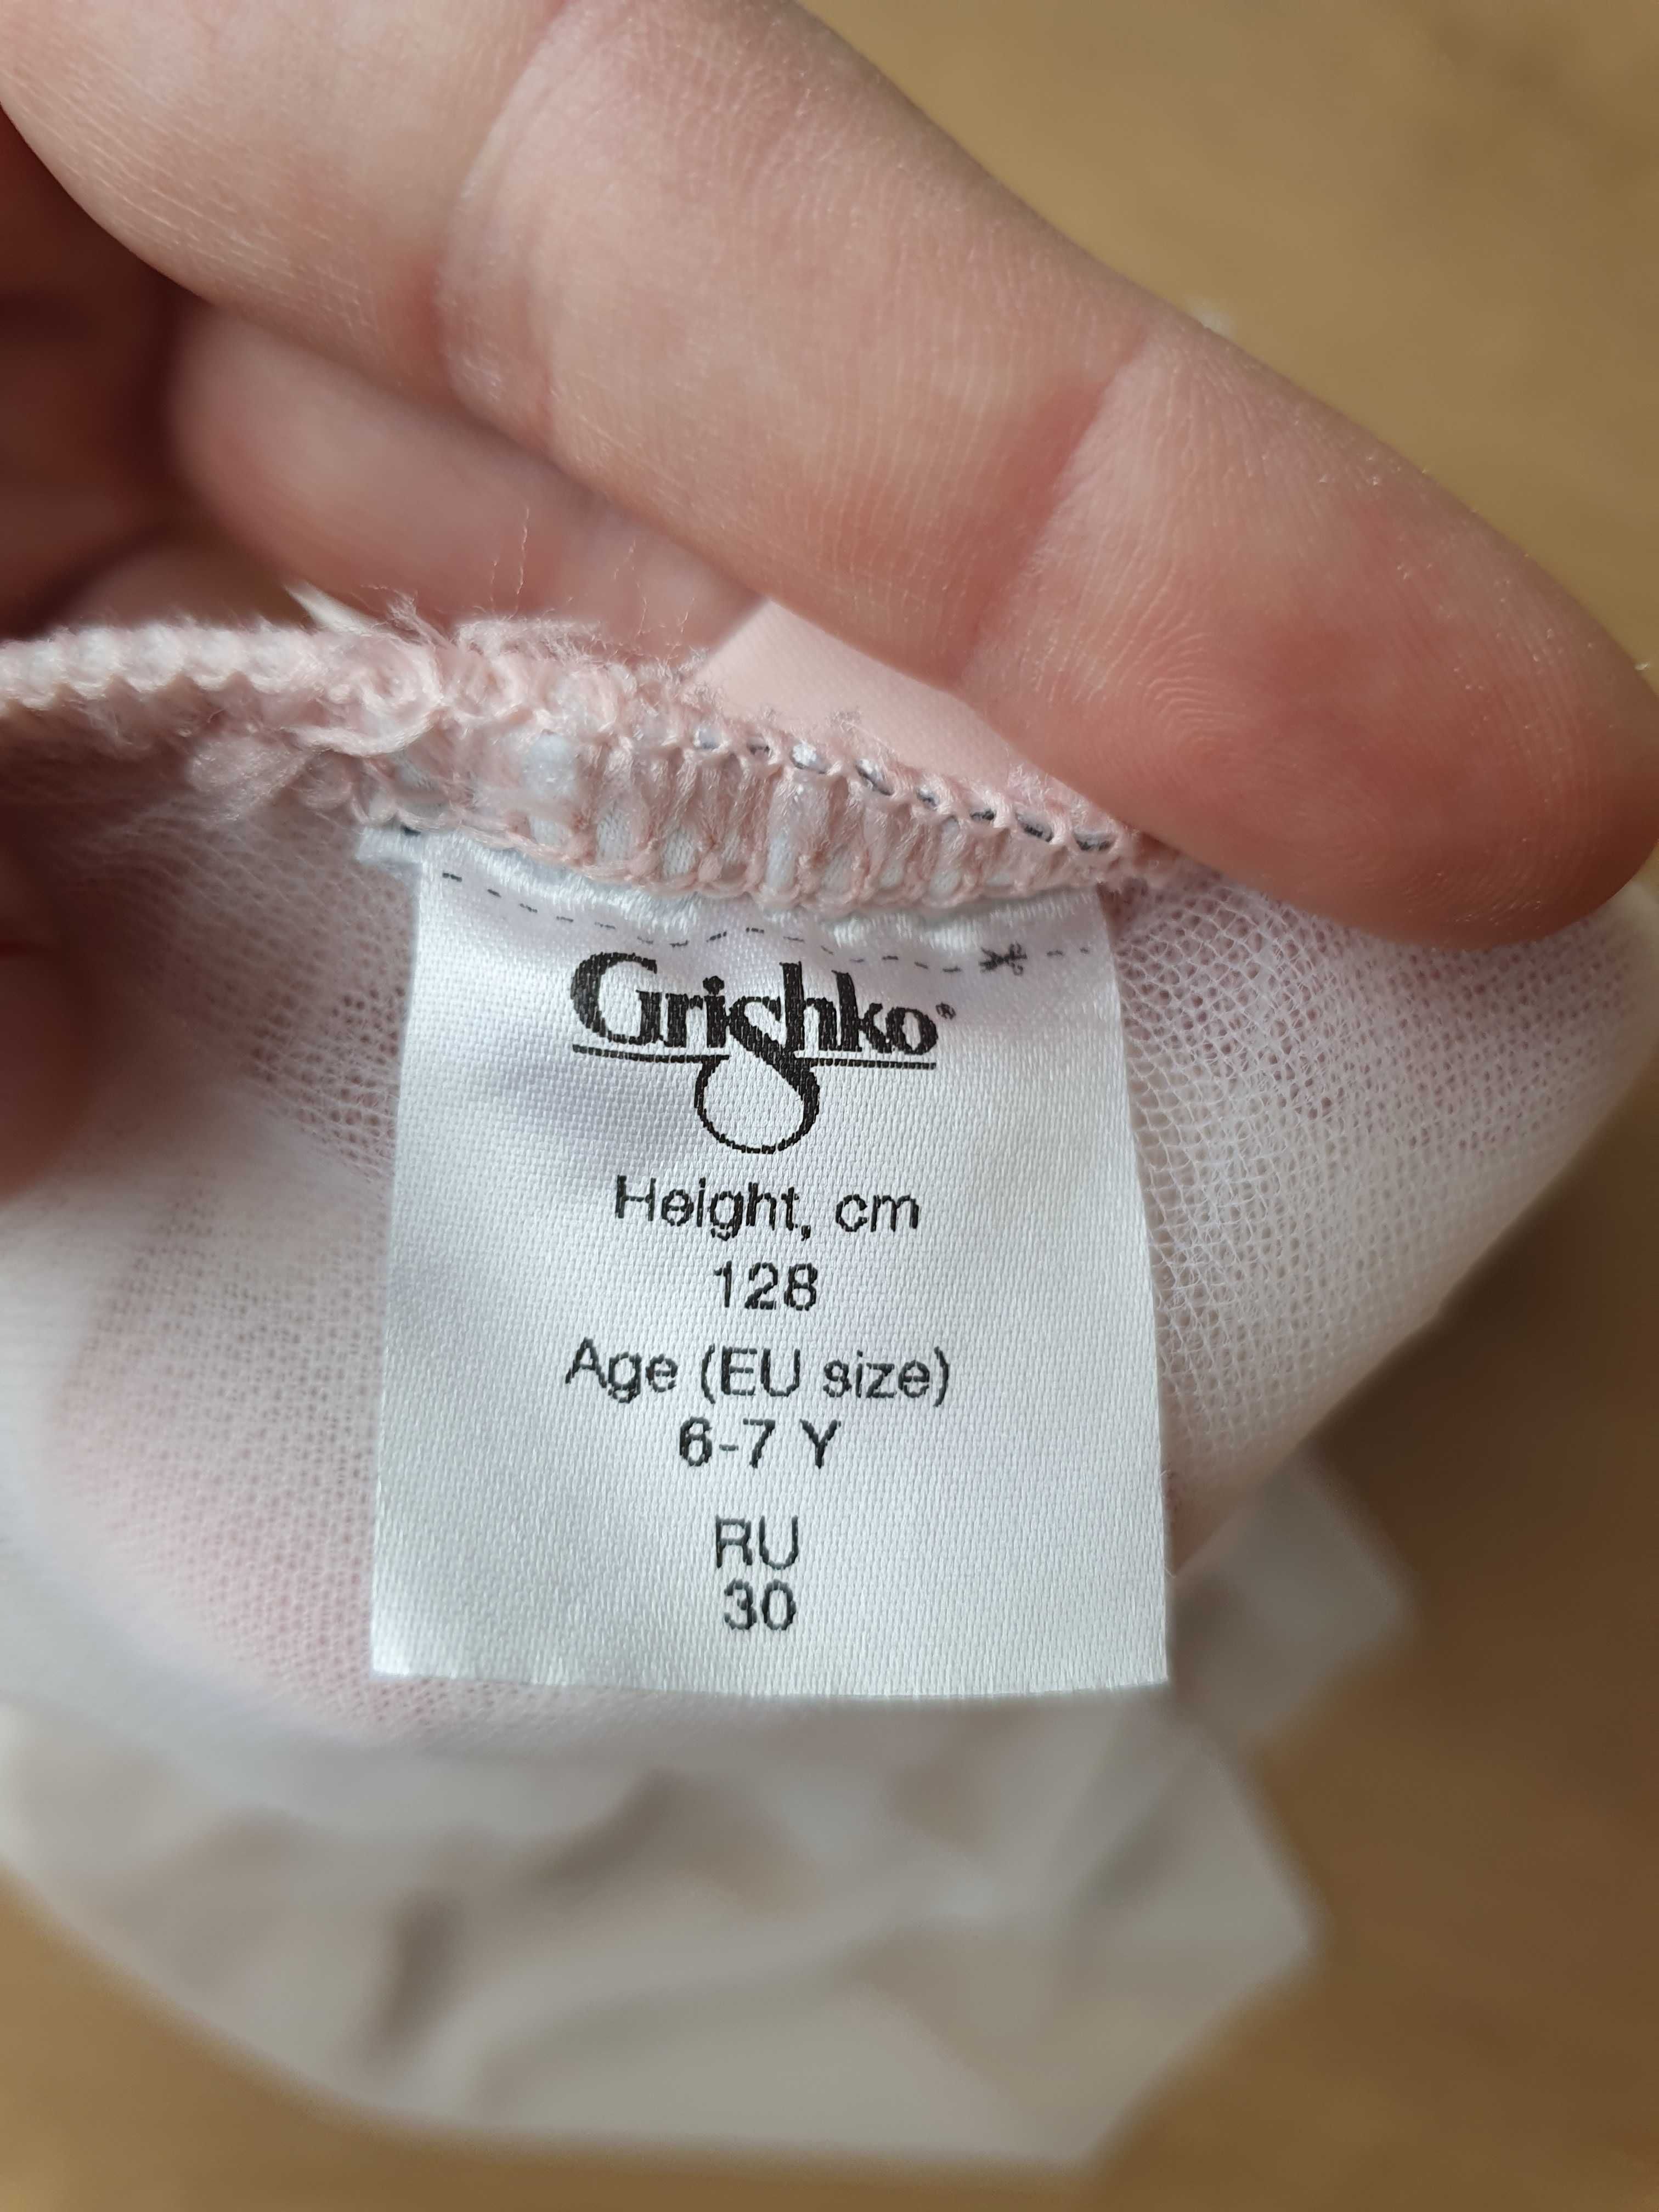 Grishko®
Height, cm
128
Age (EU size)
6-7 Y
RU
30